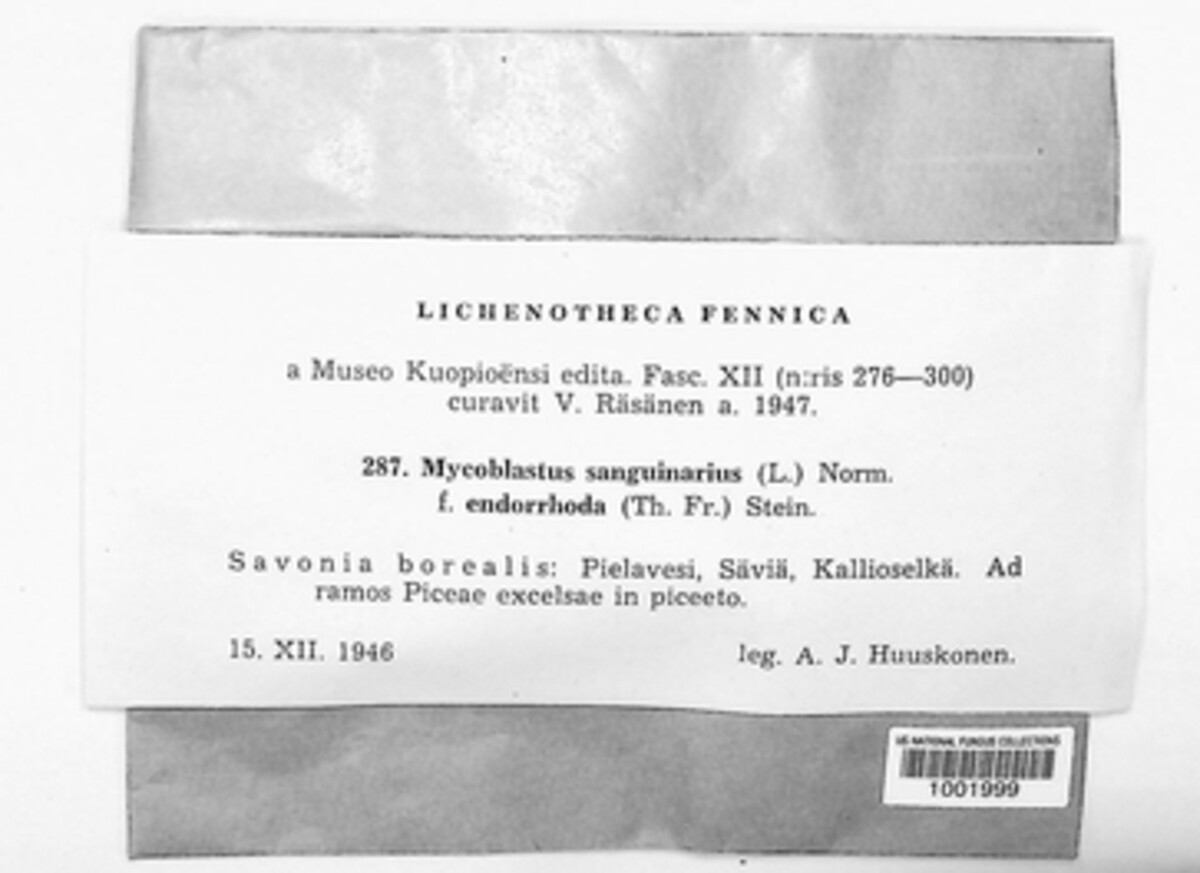 LICHENOTHECA FENNICA
a Museo Kuopioënsi edita. Fasc. XII (n:ris 276—300)
curavit V. Räsänen a. 1947.
287. Mycoblastus sanguinarius (L.) Norm.
f. endorrhoda (Th. Fr.) Stein.
Savonia borealis: Pielavesi, Säviä, Kallioselkä. Ad
ramos Piceae excelsae in piceeto.
15. XII. 1946 leg. A. J. Huuskonen.
US NATIONAL FUNGUS COLLECTIONS
1001999